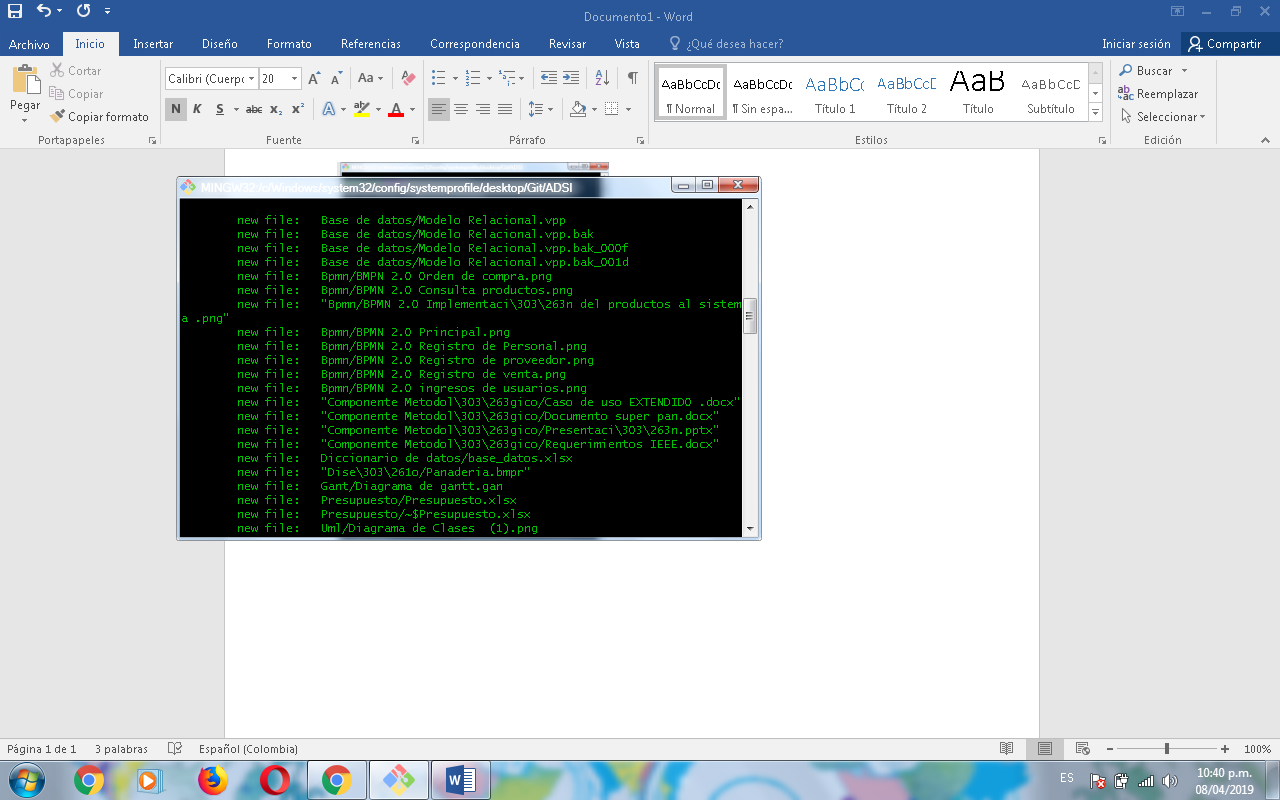 Documento1 - Word
Archivo Inicio Insertar Diseño Formato Referencias Correspondencia Revisar Vista ¿Qué desea hacer? Iniciar sesión Compartir
Pegar
Cortar
Copiar
Copiar formato
Portapapeles
Calibri (Cuerpo 20
N K S abc x₂ x²
Fuente
Párrafo
AaBbCcDc AaBbCcDc AaBbCc AaBbCcD AaB AaBbCcD
¶ Normal ¶ Sin espa... Título 1 Título 2 Título Subtítulo
Estilos
Buscar
Reemplazar
Seleccionar
Edición
MINGW32:/c/Windows/system32/config/systemprofile/desktop/Git/ADSI
new file: Base de datos/Modelo Relacional.vpp
new file: Base de datos/Modelo Relacional.vpp.bak
new file: Base de datos/Modelo Relacional.vpp.bak_000f
new file: Base de datos/Modelo Relacional.vpp.bak_001d
new file: Bpmn/BMPN 2.0 Orden de compra.png
new file: Bpmn/BPMN 2.0 Consulta productos.png
new file: "Bpmn/BPMN 2.0 Implementaci\303\263n del productos al sistem
a .png"
new file: Bpmn/BPMN 2.0 Principal.png
new file: Bpmn/BPMN 2.0 Registro de Personal.png
new file: Bpmn/BPMN 2.0 Registro de proveedor.png
new file: Bpmn/BPMN 2.0 Registro de venta.png
new file: Bpmn/BPMN 2.0 ingresos de usuarios.png
new file: "Componente Metodol\303\263gico/Caso de uso EXTENDIDO .docx"
new file: "Componente Metodol\303\263gico/Documento super pan.docx"
new file: "Componente Metodol\303\263gico/Presentaci\303\263n.pptx"
new file: "Componente Metodol\303\263gico/Requerimientos IEEE.docx"
new file: Diccionario de datos/base_datos.xlsx
new file: "Dise\303\261o/Panaderia.bmpr"
new file: Gant/Diagrama de gantt.gan
new file: Presupuesto/Presupuesto.xlsx
new file: Presupuesto/~$Presupuesto.xlsx
new file: Uml/Diagrama de Clases  (1).png
Página 1 de 1 3 palabras Español (Colombia) 100%
ES
10:40 p.m.
08/04/2019